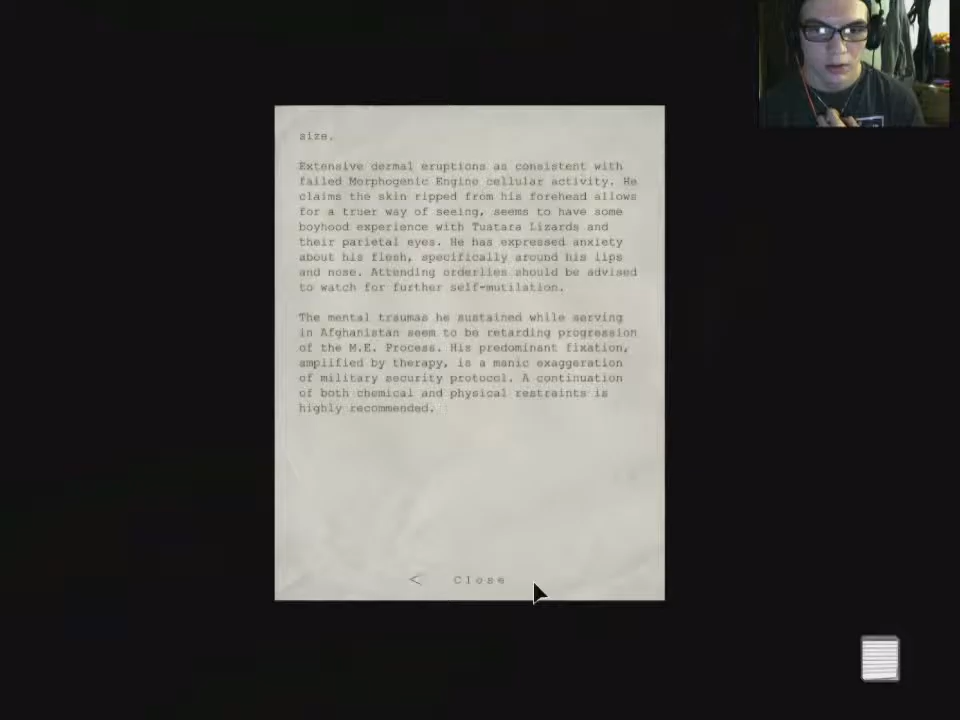 size.
Extensive dermal eruptions as consistent with
failed Morphogenic Engine cellular activity. He
claims the skin ripped from his forehead allows
for a truer way of seeing, seems to have some
boyhood experience with Tuatara Lizards and
their parietal eyes. He has expressed anxiety
about his flesh, specifically around his lips
and nose. Attending orderlies should be advised
to watch for further self-mutilation.
The mental traumas he sustained while serving
in Afghanistan seem to be retarding progression
of the M.E. Process. His predominant fixation,
amplified by therapy, is a manic exaggeration
of military security protocol. A continuation
of both chemical and physical restraints is
highly recommended.
< Close